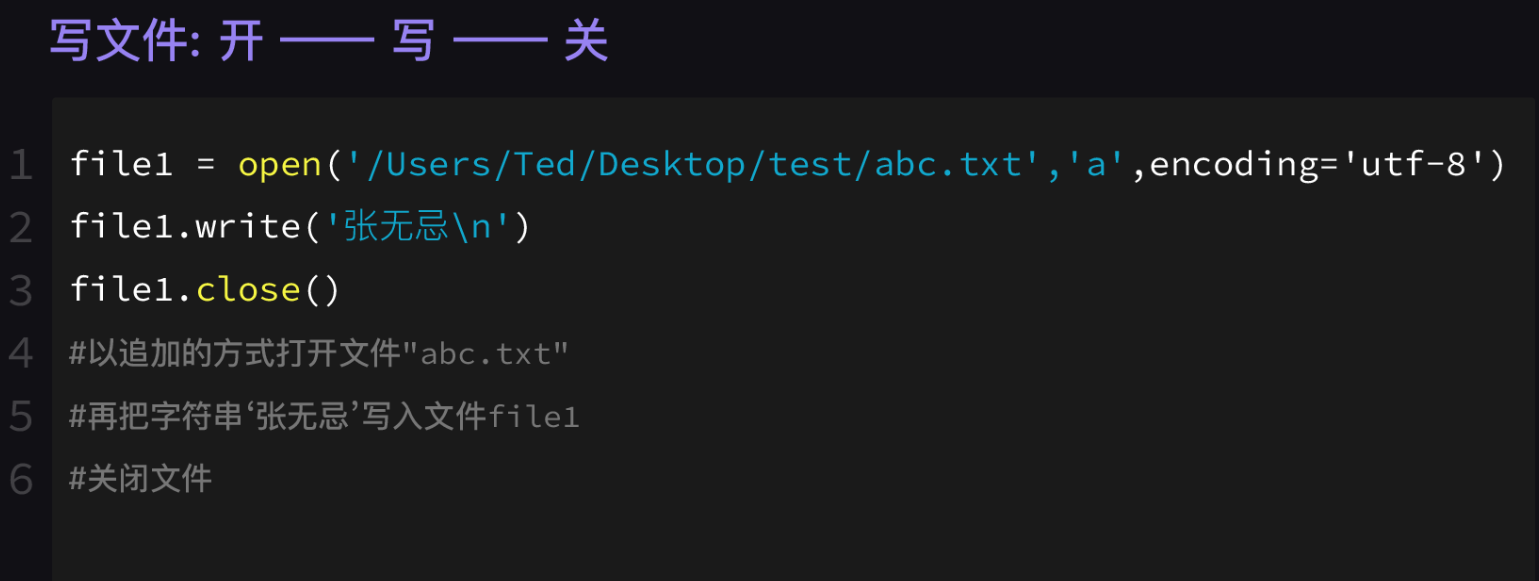 写文件: 开 —— 写 —— 关
1 file1 = open('/Users/Ted/Desktop/test/abc.txt','a',encoding='utf-8')
2 file1.write('张无忌\n')
3 file1.close()
4 #以追加的方式打开文件"abc.txt"
5 #再把字符串‘张无忌’写入文件file1
6 #关闭文件